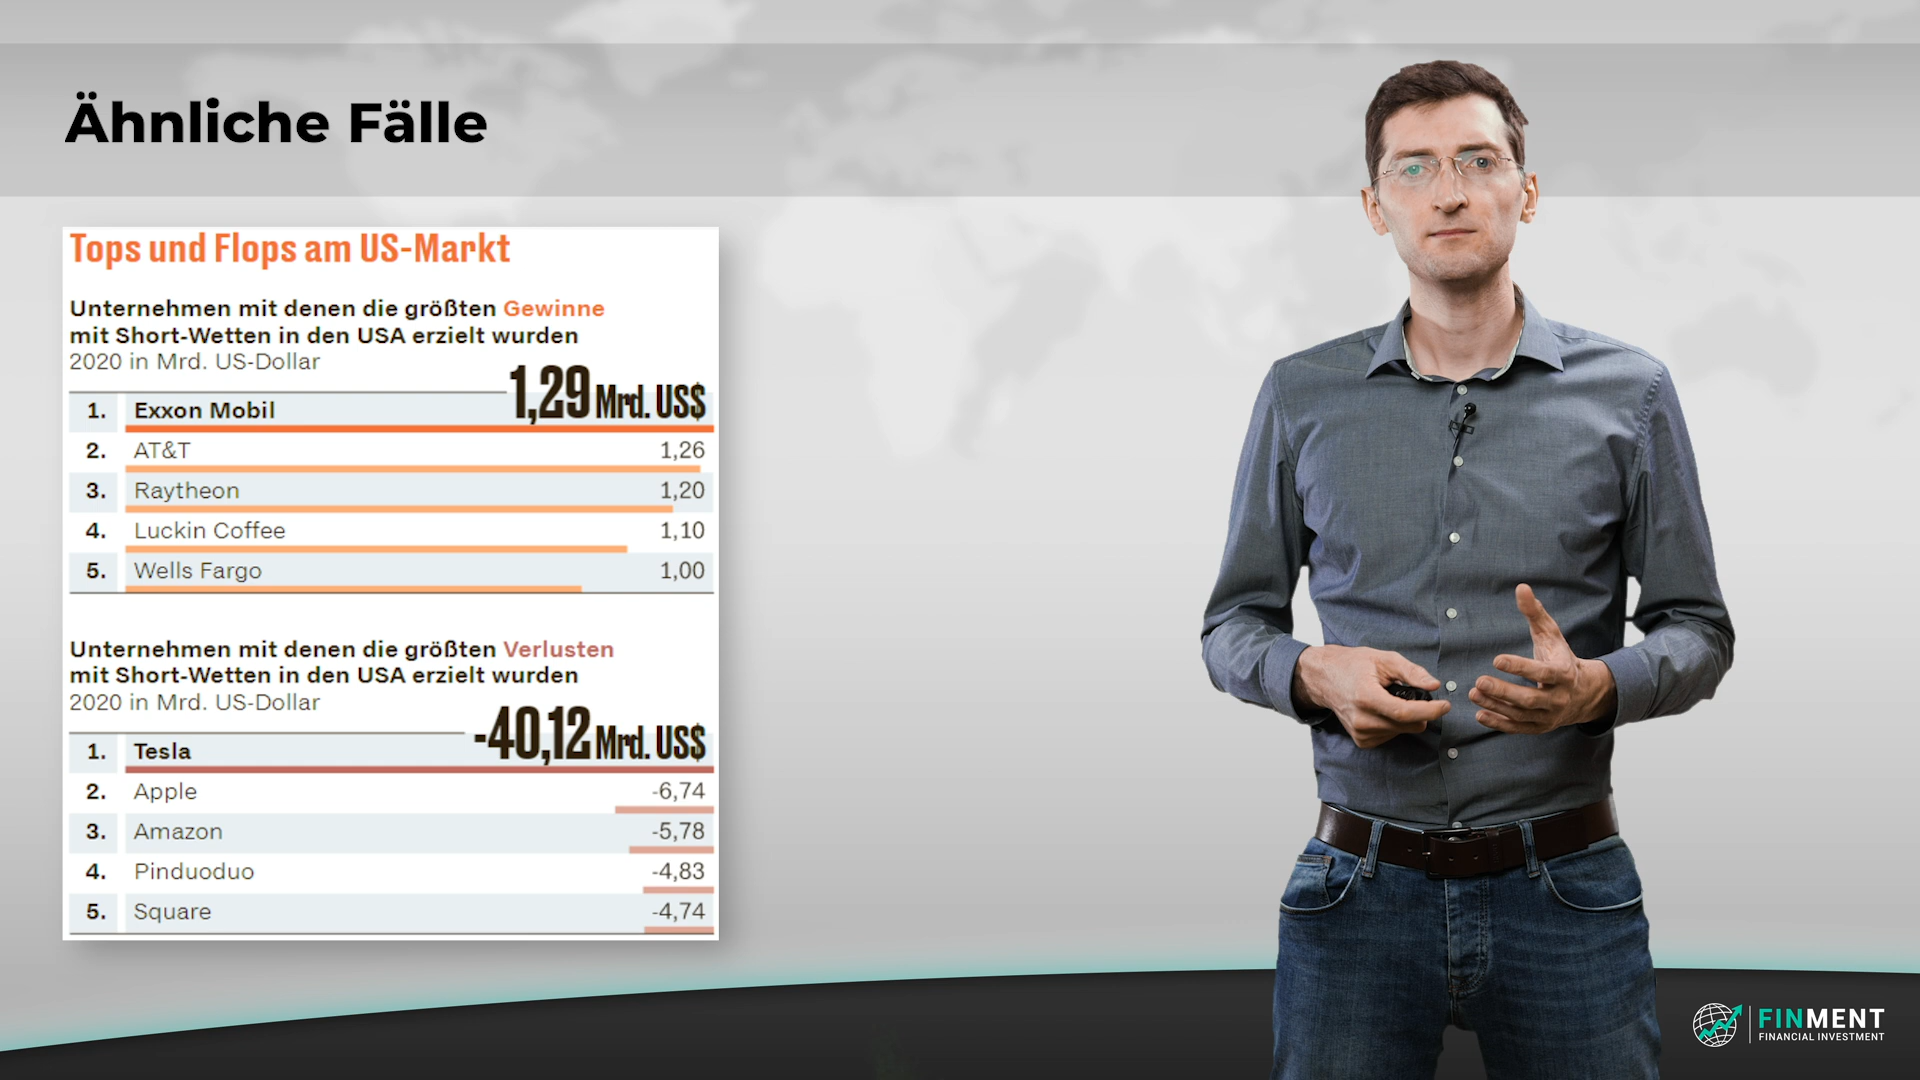 Ähnliche Fälle
Tops und Flops am US-Markt
Unternehmen mit denen die größten Gewinne
mit Short-Wetten in den USA erzielt wurden
2020 in Mrd. US-Dollar
1. Exxon Mobil 1,29 Mrd. US$
2. AT&T 1,26
3. Raytheon 1,20
4. Luckin Coffee 1,10
5. Wells Fargo 1,00
Unternehmen mit denen die größten Verlusten
mit Short-Wetten in den USA erzielt wurden
2020 in Mrd. US-Dollar
1. Tesla -40,12 Mrd. US$
2. Apple -6,74
3. Amazon -5,78
4. Pinduoduo -4,83
5. Square -4,74
FINMENT
FINANCIAL INVESTMENT